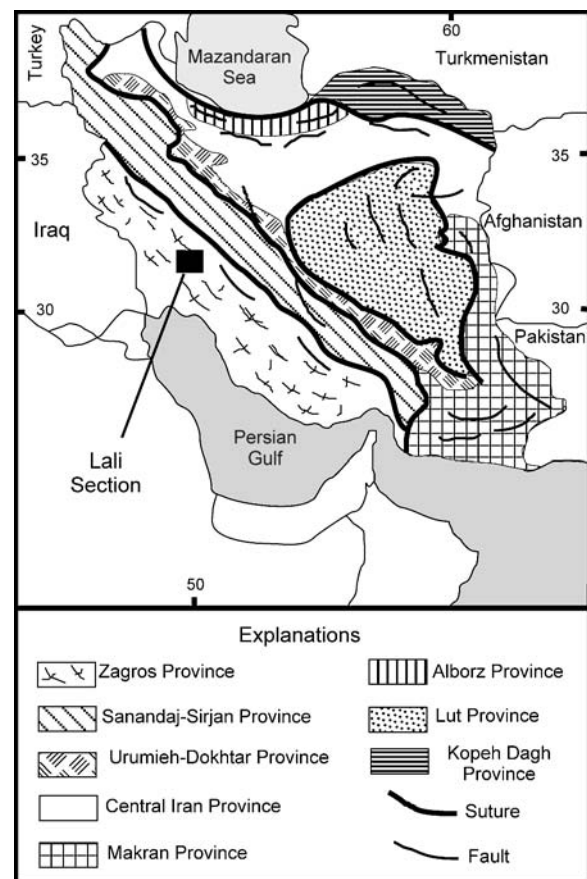 60
Turkey
Mazandaran
Sea
Turkmenistan
35
35
Iraq
Afghanistan
30
30
Pakistan
Lali
Section
Persian
Gulf
50
Explanations
Zagros Province
Alborz Province
Sanandaj-Sirjan Province
Lut Province
Urumieh-Dokhtar Province
Kopeh Dagh
Province
Central Iran Province
Suture
Makran Province
Fault